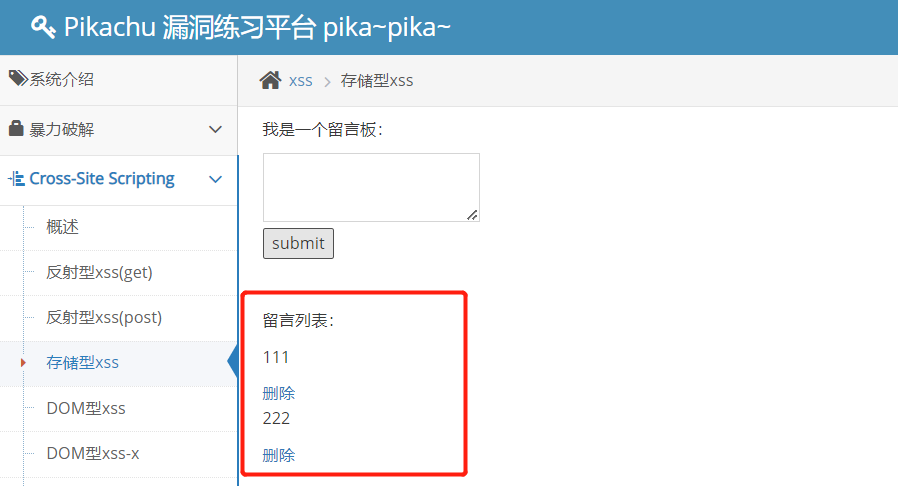 Pikachu 漏洞练习平台 pika~pika~
系统介绍
暴力破解
Cross-Site Scripting
概述
反射型xss(get)
反射型xss(post)
存储型xss
DOM型xss
DOM型xss-x
xss > 存储型xss
我是一个留言板：
submit
留言列表：
111
删除
222
删除